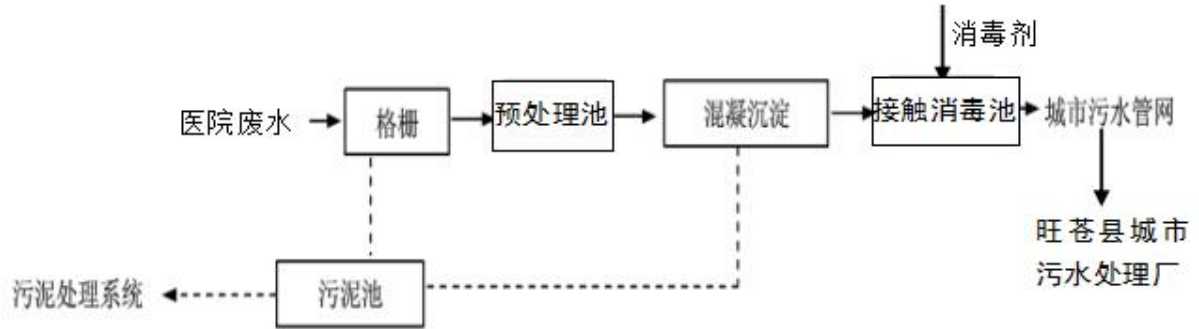 消毒剂
医院废水
格栅
预处理池
混凝沉淀
接触消毒池
城市污水管网
旺苍县城市
污水处理厂
污泥处理系统
污泥池